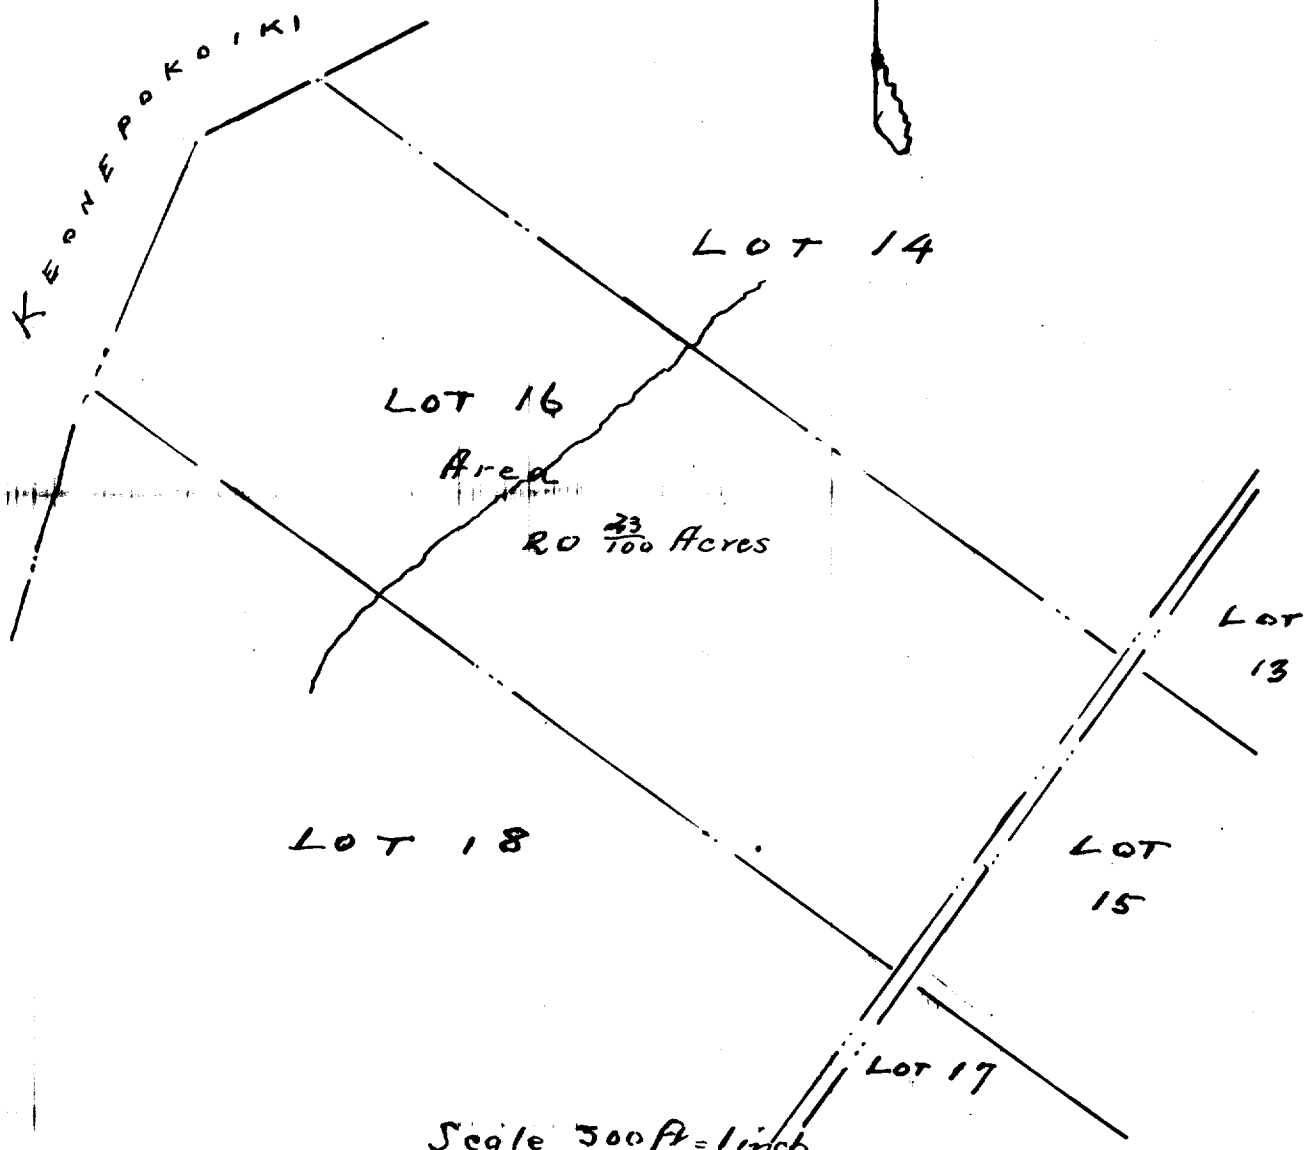 KEONEPOKOIKI
LOT 14
LOT 16
Area
20 23/100 Acres
LOT
13
LOT 18
LOT
15
LOT 17
Scale 300 ft = 1 inch